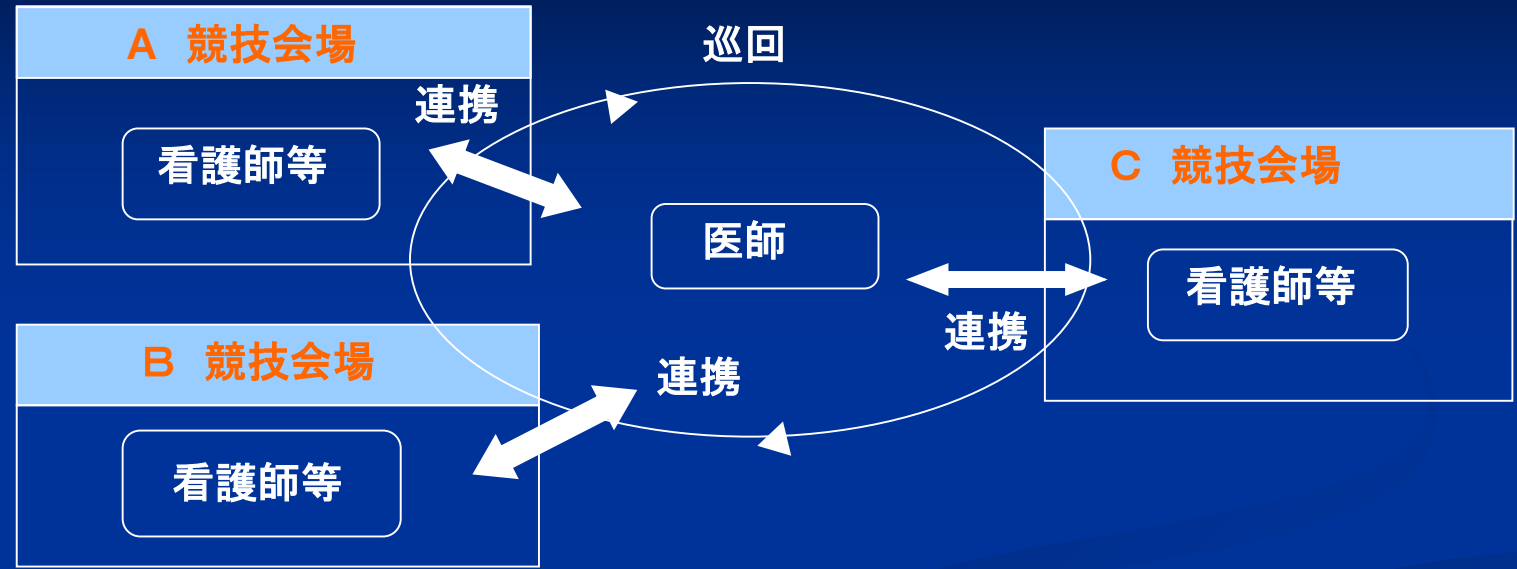 A 競技会場
連携
看護師等
巡回
医師
C 競技会場
看護師等
連携
B 競技会場
連携
看護師等